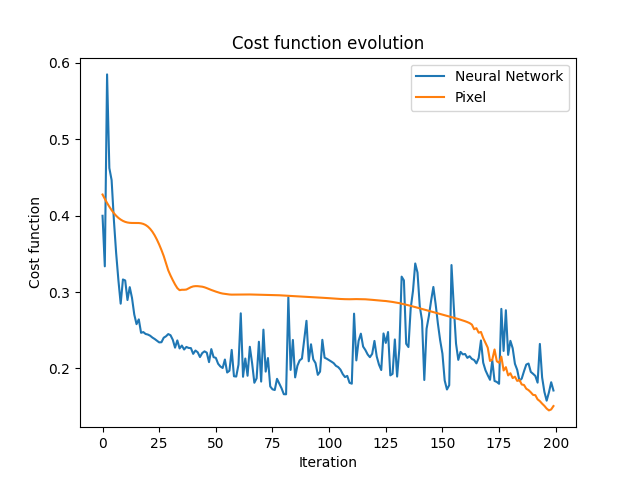 Cost function evolution
Neural Network
Pixel
Cost function
0.6
0.5
0.4
0.3
0.2
0 25 50 75 100 125 150 175 200
Iteration